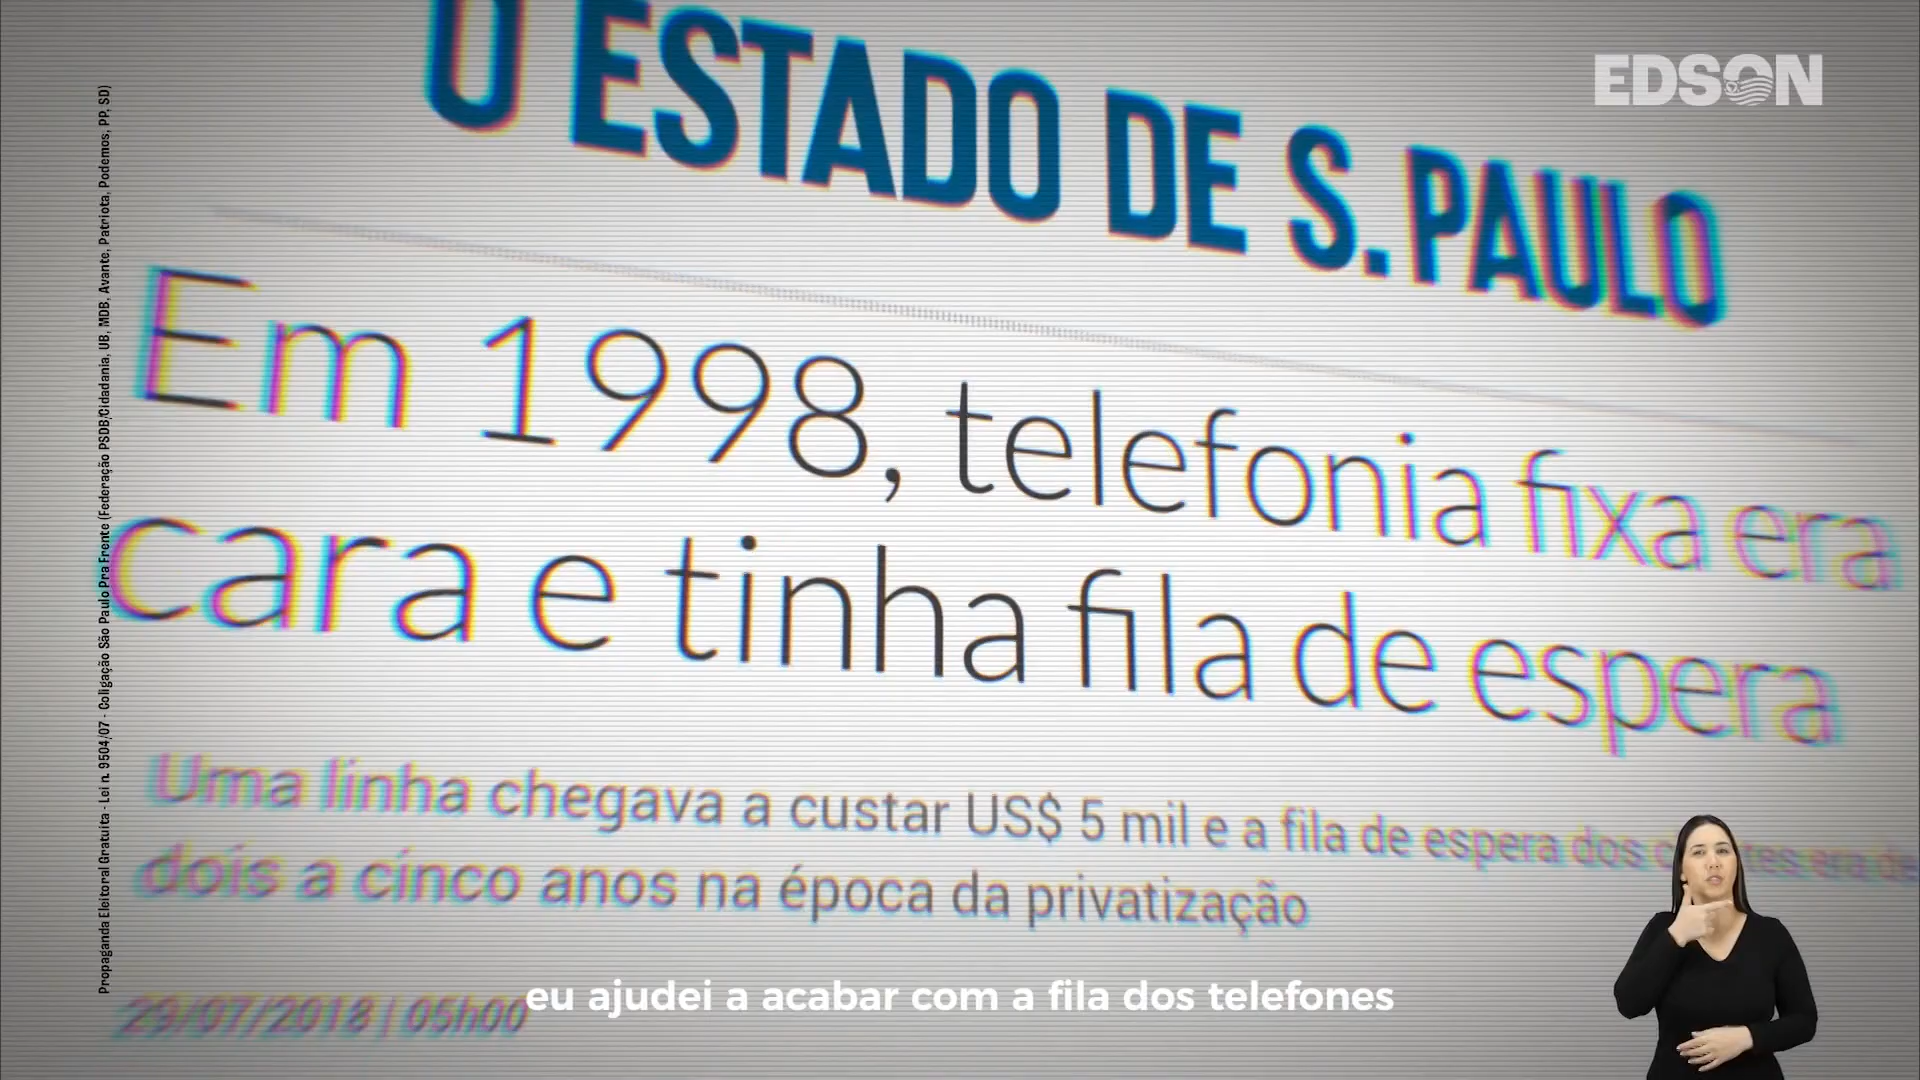 O ESTADO DE S. PAULO
EDSON
Em 1998, telefonia fixa era
cara e tinha fila de espera
Uma linha chegava a custar US$ 5 mil e a fila de espera dos era de
dois a cinco anos na época da privatização
29/07/2018 | 05h00
eu ajudei a acabar com a fila dos telefones
Propaganda Eleitoral Gratuita - Lei n. 9504/07 - Coligação São Paulo Pra Frente (Federação PSDB/Cidadania, UB, MDB, Avante, Patriota, Podemos, PP, SD)